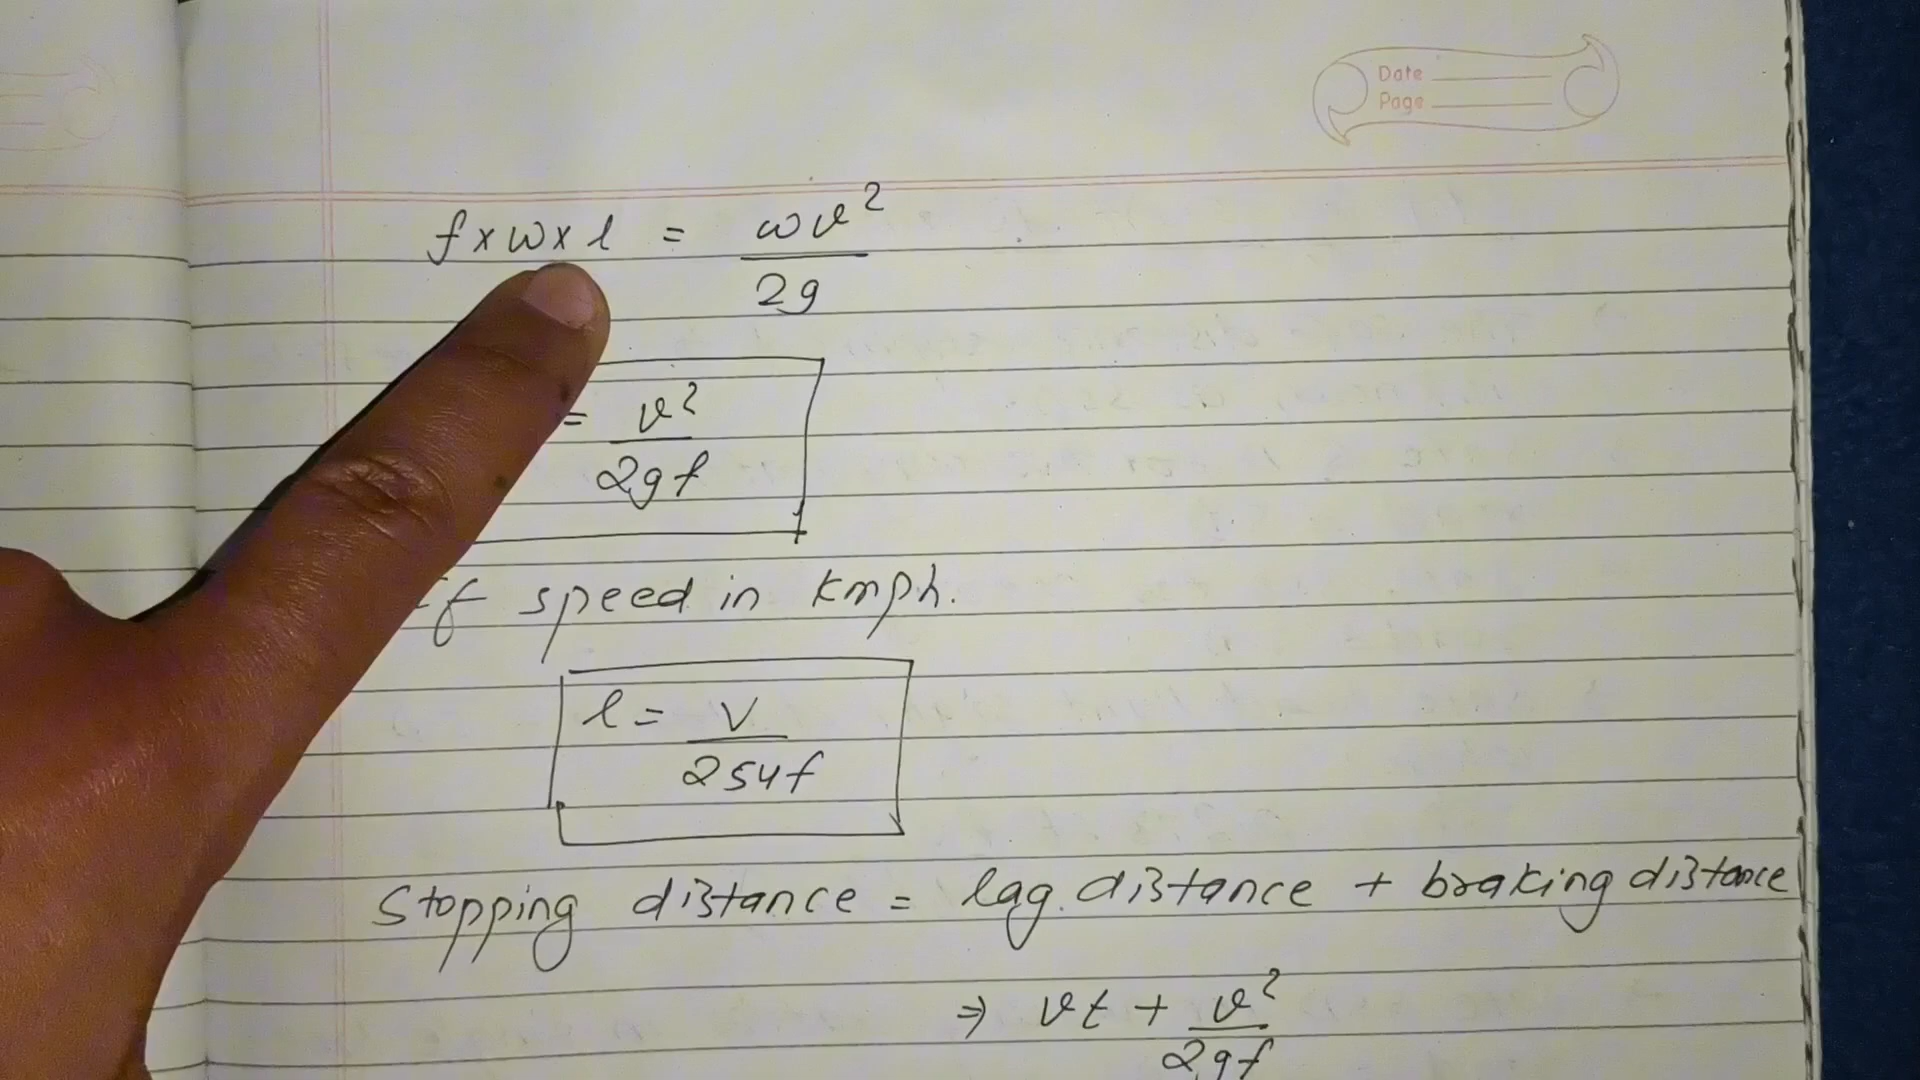 Date
Page
f x w x l = wv²
2g
= v²
2gf
If speed in kmph.
l = V
254f
Stopping distance = lag distance + braking distance
⇒ vt + v²
2gf